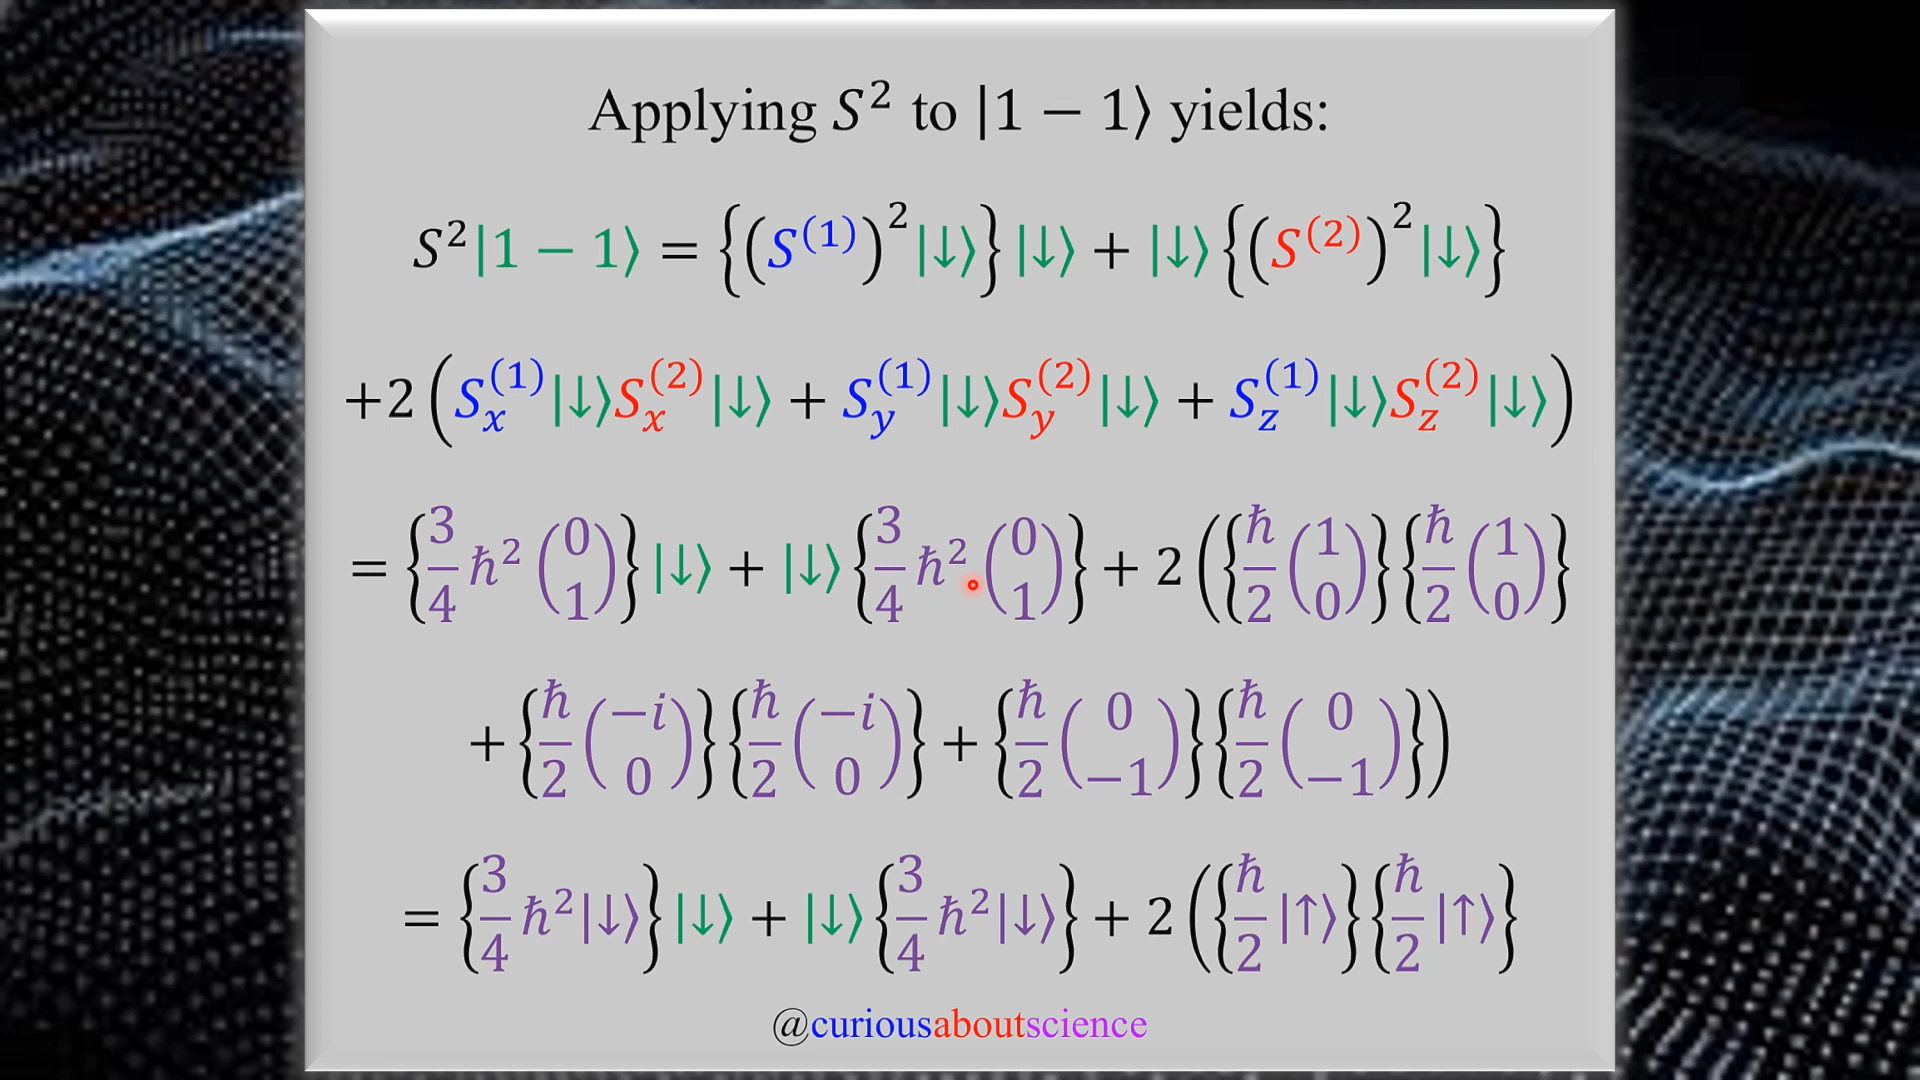 Applying S² to |1 − 1⟩ yields:
S²|1 − 1⟩ = {(S⁽¹⁾)²|↓⟩}|↓⟩ + |↓⟩{(S⁽²⁾)²|↓⟩}
+2(Sₓ⁽¹⁾|↓⟩Sₓ⁽²⁾|↓⟩ + S_y⁽¹⁾|↓⟩S_y⁽²⁾|↓⟩ + S_z⁽¹⁾|↓⟩S_z⁽²⁾|↓⟩)
= {3/4 ħ² (0 1)}|↓⟩ + |↓⟩{3/4 ħ² (0 1)} + 2({ħ/2 (1 0)}{ħ/2 (1 0)}
+ {ħ/2 (−i 0)}{ħ/2 (−i 0)} + {ħ/2 (0 −1)}{ħ/2 (0 −1)})
= {3/4 ħ²|↓⟩}|↓⟩ + |↓⟩{3/4 ħ²|↓⟩} + 2({ħ/2 |↑⟩}{ħ/2 |↑⟩}
@curiousaboutscience